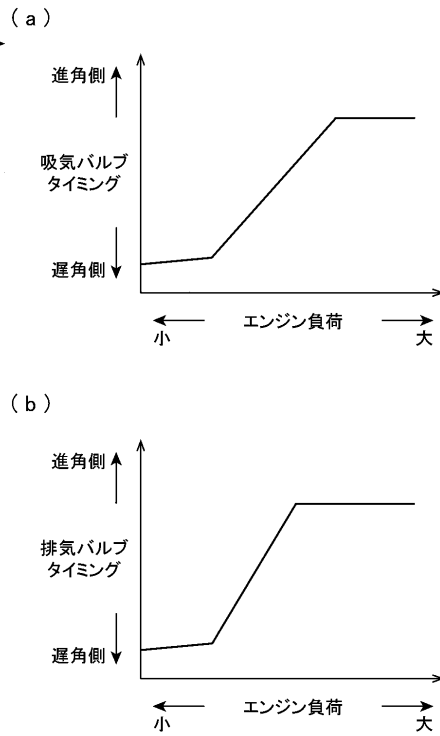 (a)
進角側
吸気バルブ
タイミング
遅角側
エンジン負荷
小
大
(b)
進角側
排気バルブ
タイミング
遅角側
エンジン負荷
小
大